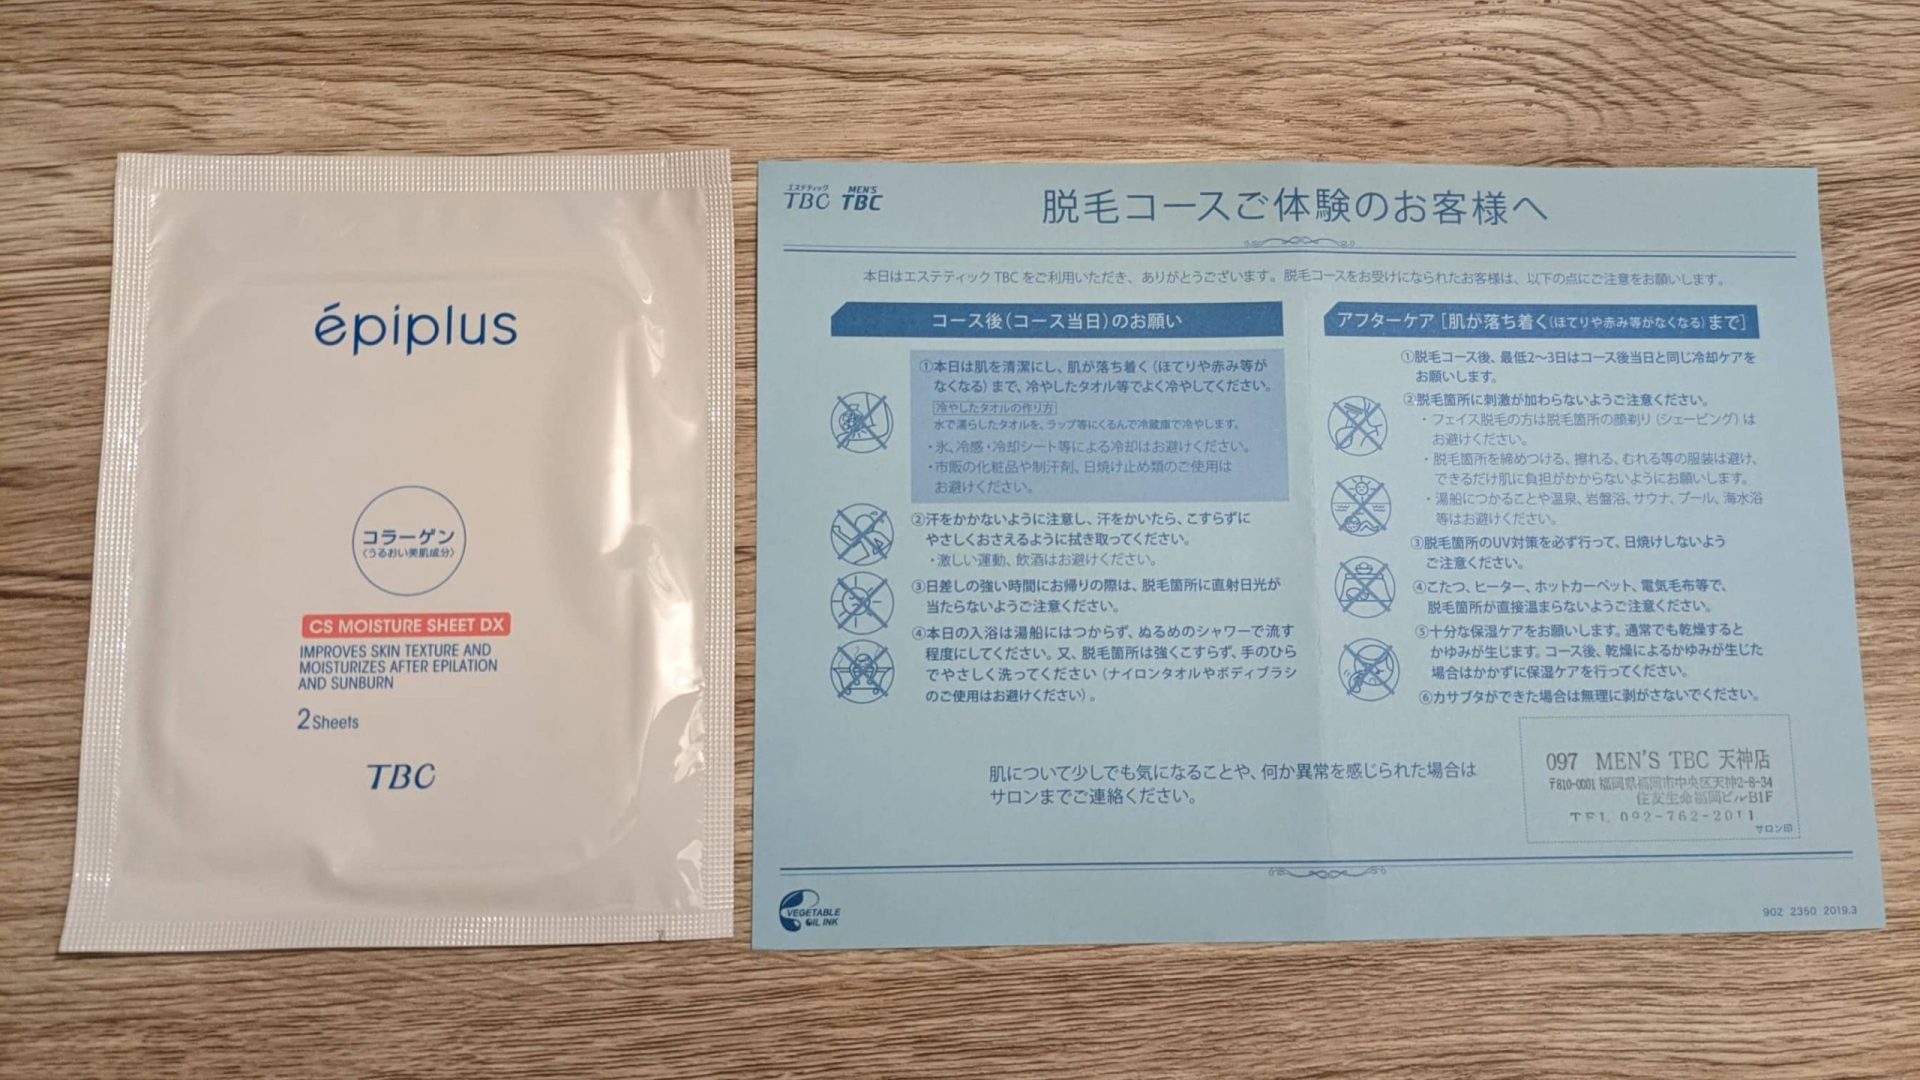 épiplus
コラーゲン
〈うるおい美肌成分〉
CS MOISTURE SHEET DX
IMPROVES SKIN TEXTURE AND
MOISTURIZES AFTER EPILATION
AND SUNBURN
2 Sheets
TBC
エステティック
TBC
MEN'S
TBC
脱毛コースご体験のお客様へ
本日はエステティック TBC をご利用いただき、ありがとうございます。脱毛コースをお受けになられたお客様は、以下の点にご注意をお願いします。
コース後（コース当日）のお願い
①本日は肌を清潔にし、肌が落ち着く（ほてりや赤み等が
なくなる）まで、冷やしたタオル等でよく冷やしてください。
冷やしたタオルの作り方
水で濡らしたタオルを、ラップ等にくるんで冷蔵庫で冷やします。
・氷、冷感・冷却シート等による冷却はお避けください。
・市販の化粧品や制汗剤、日焼け止め類のご使用は
お避けください。
②汗をかかないように注意し、汗をかいたら、こすらずに
やさしくおさえるように拭き取ってください。
・激しい運動、飲酒はお避けください。
③日差しの強い時間にお帰りの際は、脱毛箇所に直射日光が
当たらないようご注意ください。
④本日の入浴は湯船にはつからず、ぬるめのシャワーで流す
程度にしてください。又、脱毛箇所は強くこすらず、手のひら
でやさしく洗ってください（ナイロンタオルやボディブラシ
のご使用はお避けください）。
アフターケア［肌が落ち着く（ほてりや赤み等がなくなる）まで］
①脱毛コース後、最低2〜3日はコース後当日と同じ冷却ケアを
お願いします。
②脱毛箇所に刺激が加わらないようご注意ください。
・フェイス脱毛の方は脱毛箇所の顔剃り（シェービング）は
お避けください。
・脱毛箇所を締めつける、擦れる、むれる等の服装は避け、
できるだけ肌に負担がかからないようにお願いします。
・湯船につかることや温泉、岩盤浴、サウナ、プール、海水浴
等はお避けください。
③脱毛箇所のUV対策を必ず行って、日焼けしないよう
ご注意ください。
④こたつ、ヒーター、ホットカーペット、電気毛布等で、
脱毛箇所が直接温まらないようご注意ください。
⑤十分な保湿ケアをお願いします。通常でも乾燥すると
かゆみが生じます。コース後、乾燥によるかゆみが生じた
場合はかかずに保湿ケアを行ってください。
⑥カサブタができた場合は無理に剥がさないでください。
肌について少しでも気になることや、何か異常を感じられた場合は
サロンまでご連絡ください。
097 MEN'S TBC 天神店
〒810-0001 福岡県福岡市中央区天神2-8-34
住友生命福岡ビルB1F
TEL 092-762-2011
サロン印
VEGETABLE
OIL INK
902 2350 2019.3